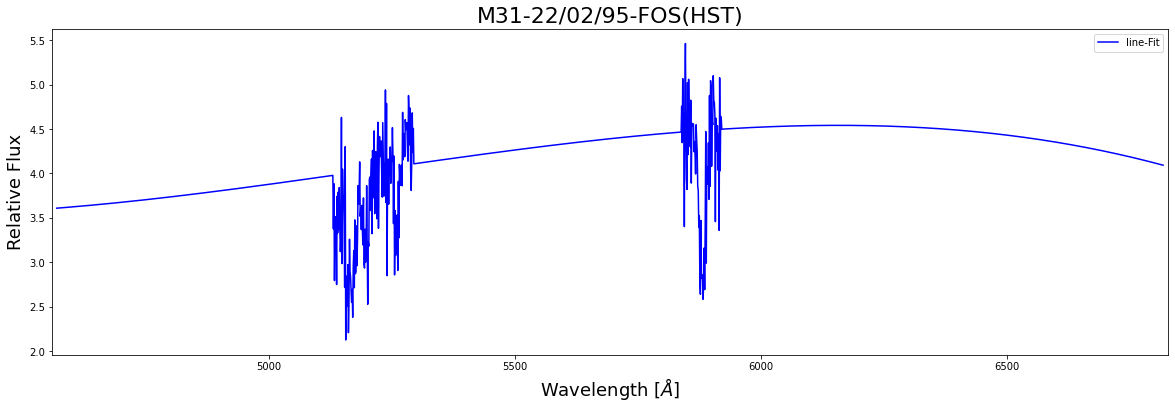 M31-22/02/95-FOS(HST)
line-Fit
Relative Flux
5.5
5.0
4.5
4.0
3.5
3.0
2.5
2.0
5000 5500 6000 6500
Wavelength [Å]